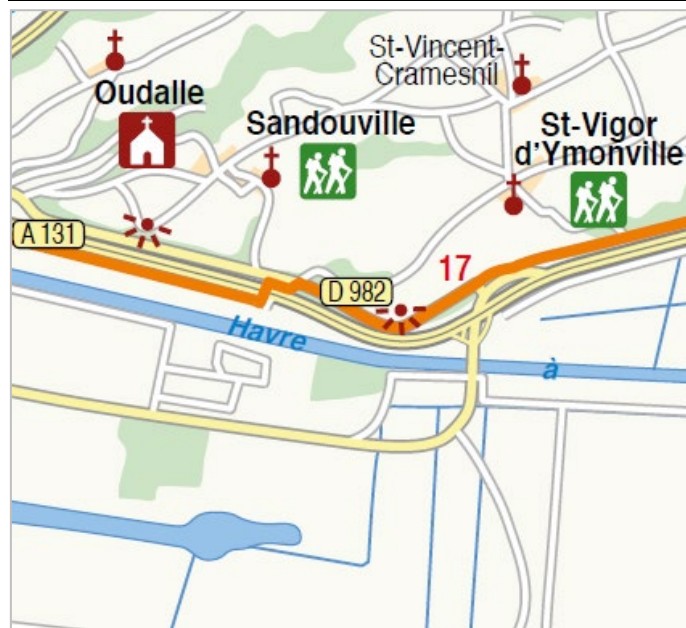 St-Vincent-
Cramesnil
Oudalle
Sandouville
St-Vigor
d'Ymonville
A 131
17
D 982
Havre
à